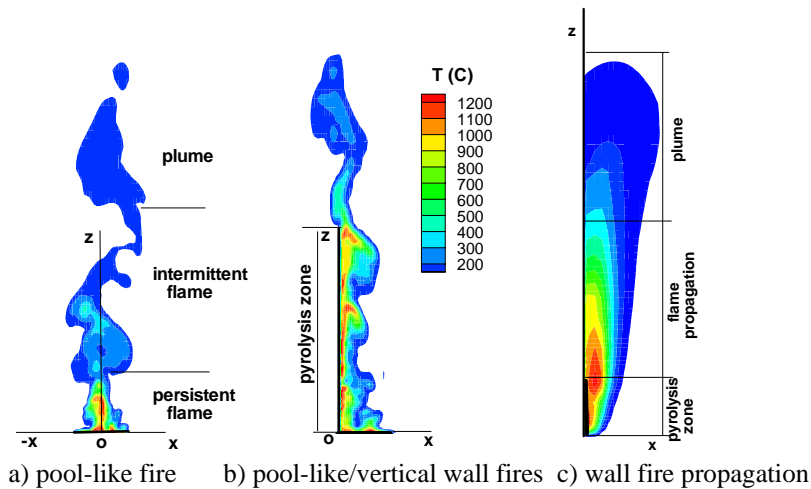 plume
z
intermittent
flame
persistent
flame
-x
o
x
a) pool-like fire
z
pyrolysis zone
o
x
b) pool-like/vertical wall fires
T (C)
1200
1100
1000
900
800
700
600
500
400
300
200
z
plume
flame
propagation
pyrolysis
zone
x
c) wall fire propagation